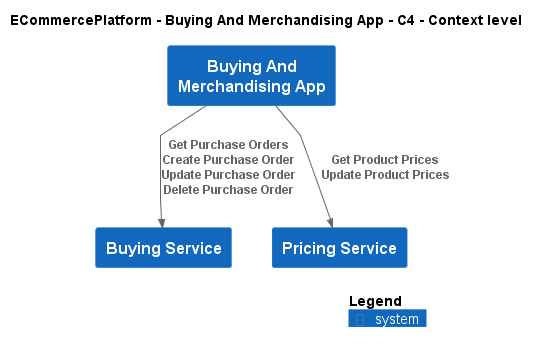 ECommercePlatform - Buying And Merchandising App - C4 - Context level
Buying And
Merchandising App
Get Purchase Orders
Create Purchase Order
Update Purchase Order
Delete Purchase Order
Get Product Prices
Update Product Prices
Buying Service
Pricing Service
Legend
system